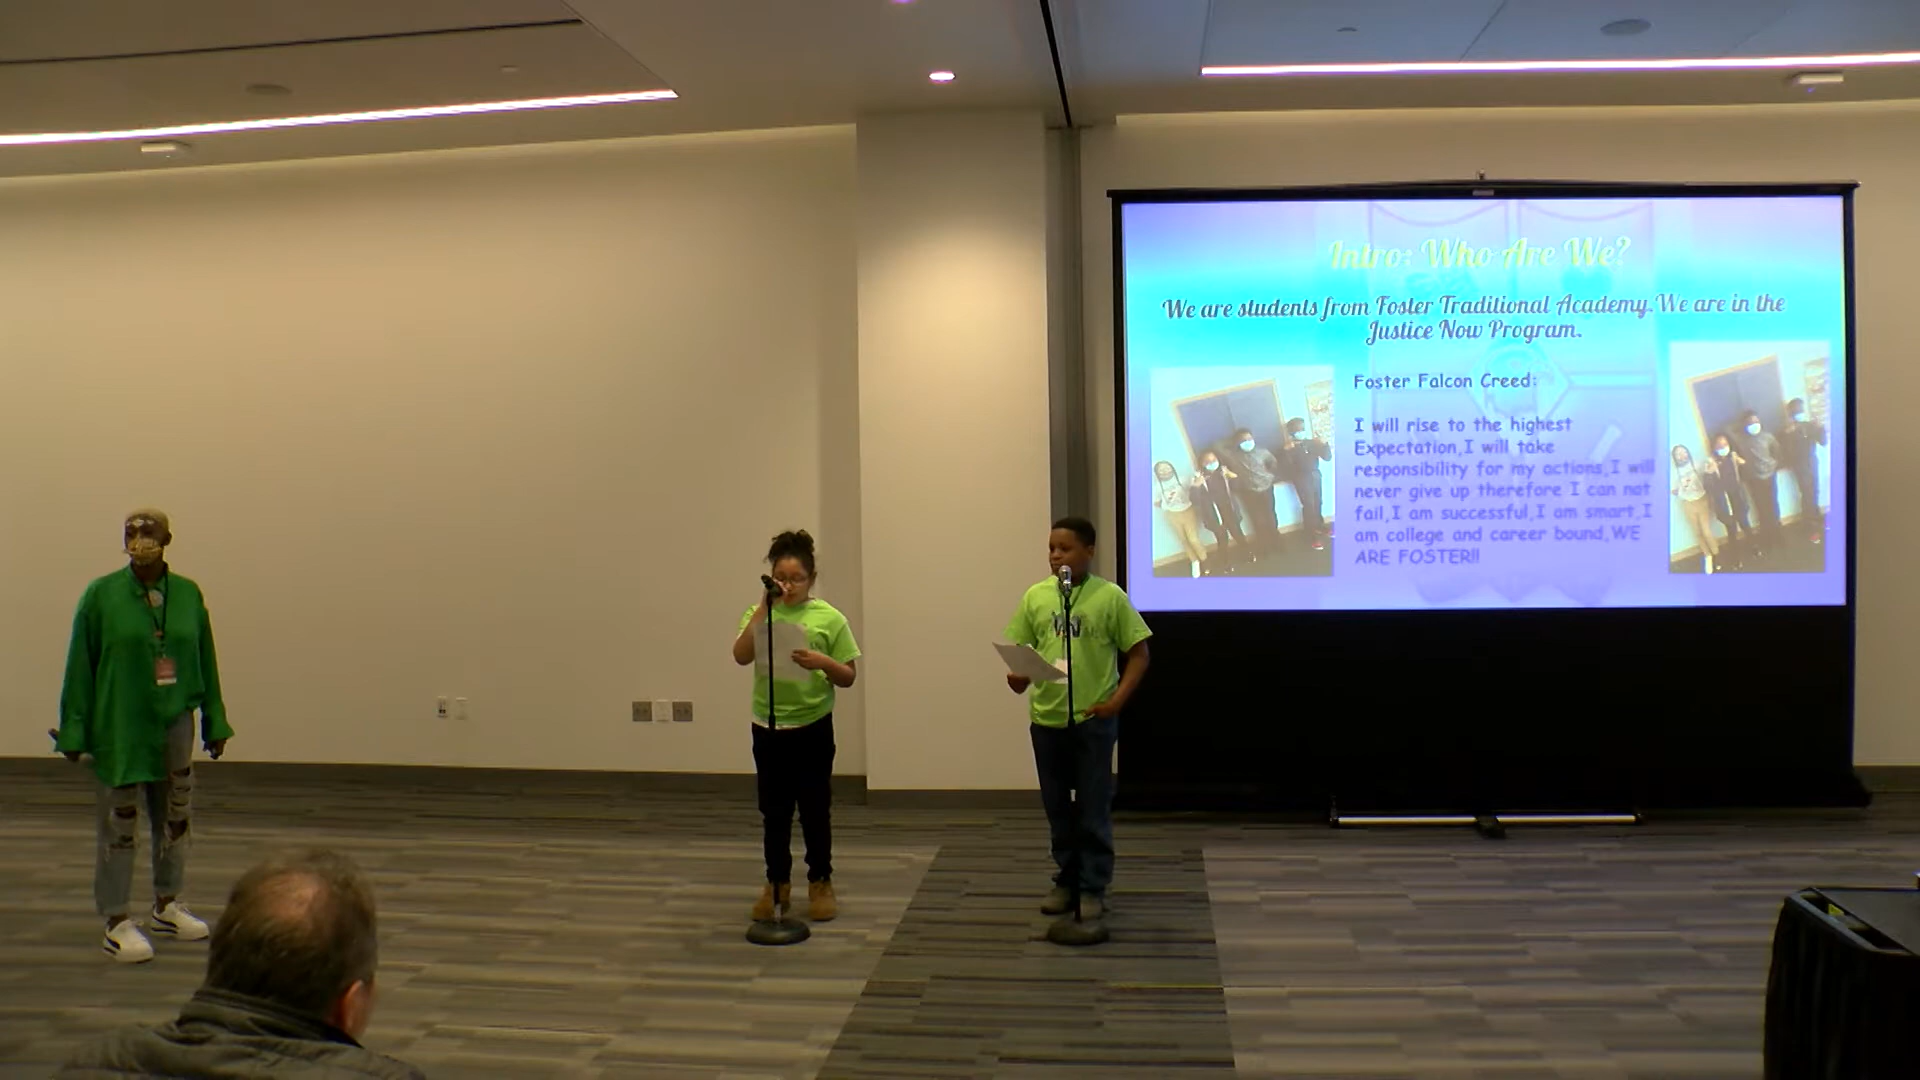 Intro: Who Are We?
We are students from Foster Traditional Academy.We are in the
Justice Now Program.
Foster Falcon Creed:
I will rise to the highest
Expectation,I will take
responsibility for my actions,I will
never give up therefore I can not
fail,I am successful,I am smart,I
am college and career bound,WE
ARE FOSTER!!